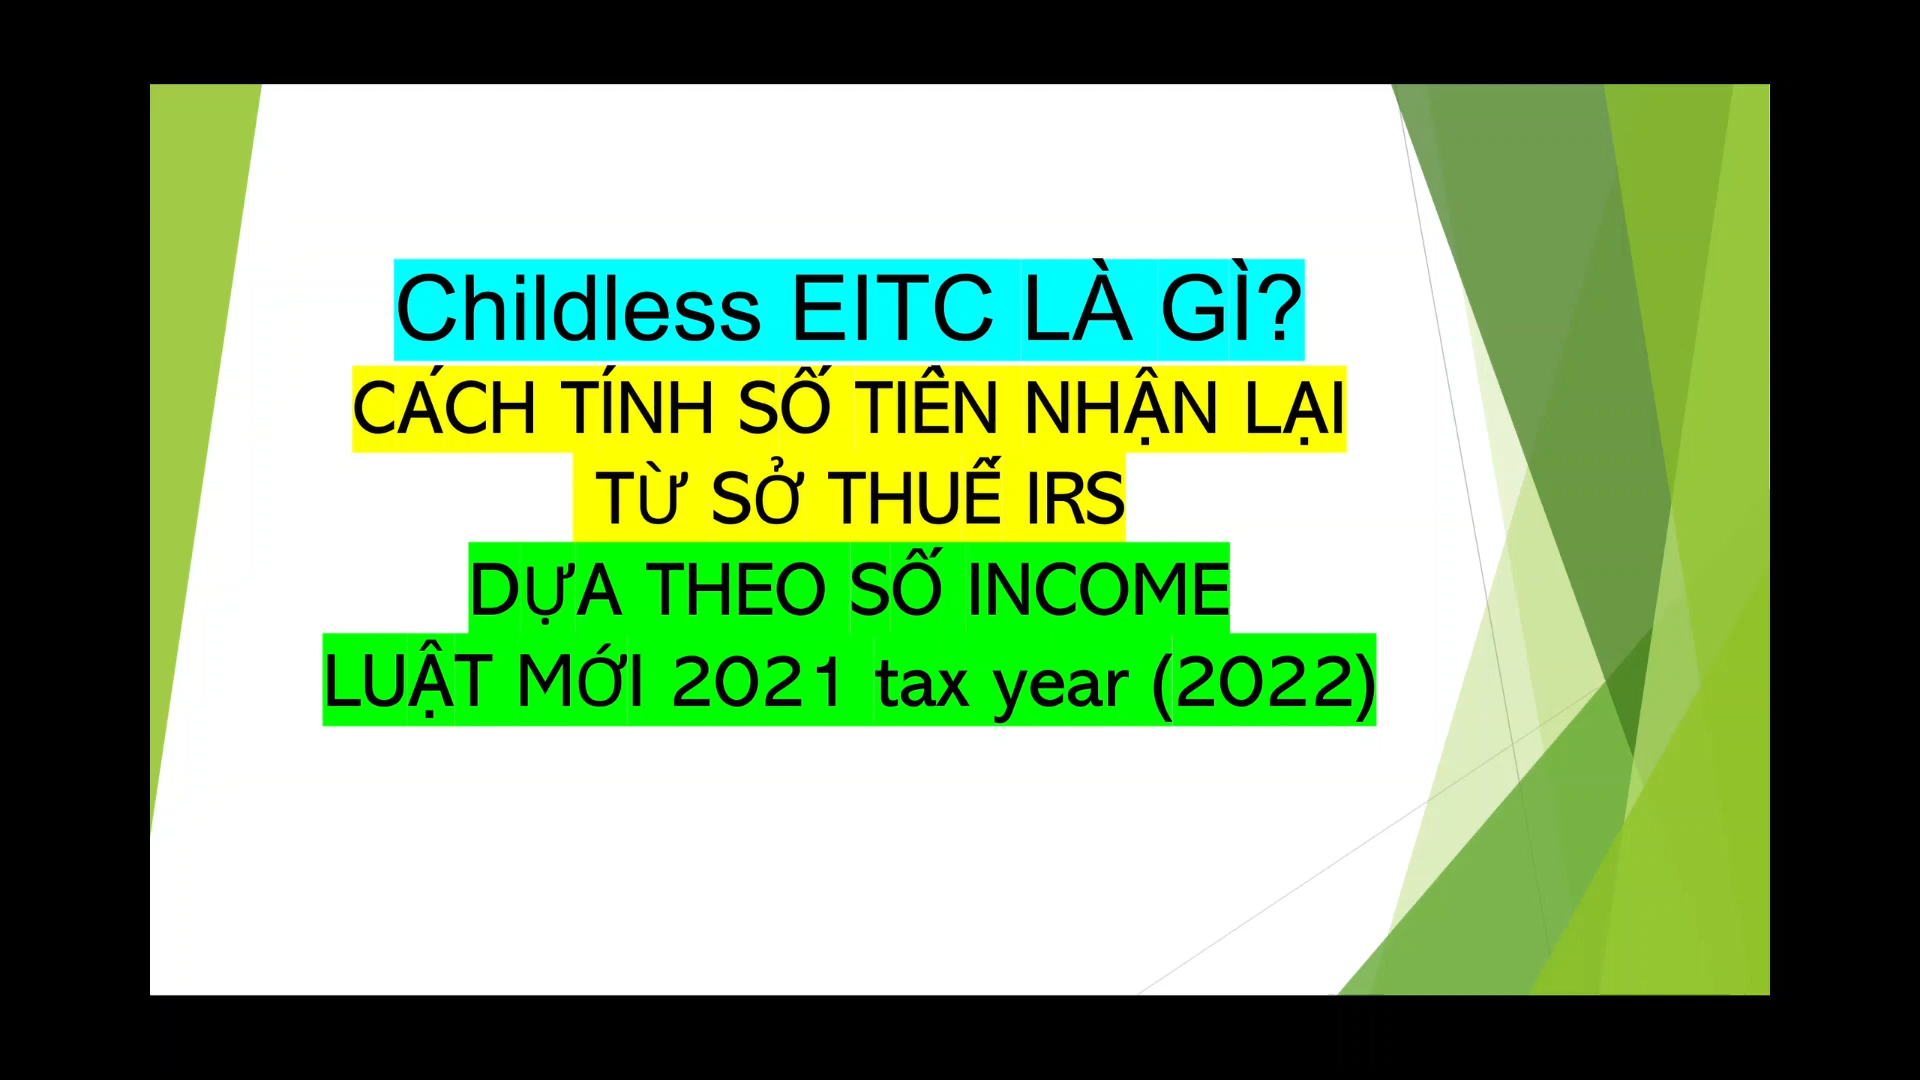 Childless EITC LÀ GÌ?
CÁCH TÍNH SỐ TIỀN NHẬN LẠI
TỪ SỞ THUẾ IRS
DỰA THEO SỐ INCOME
LUẬT MỚI 2021 tax year (2022)